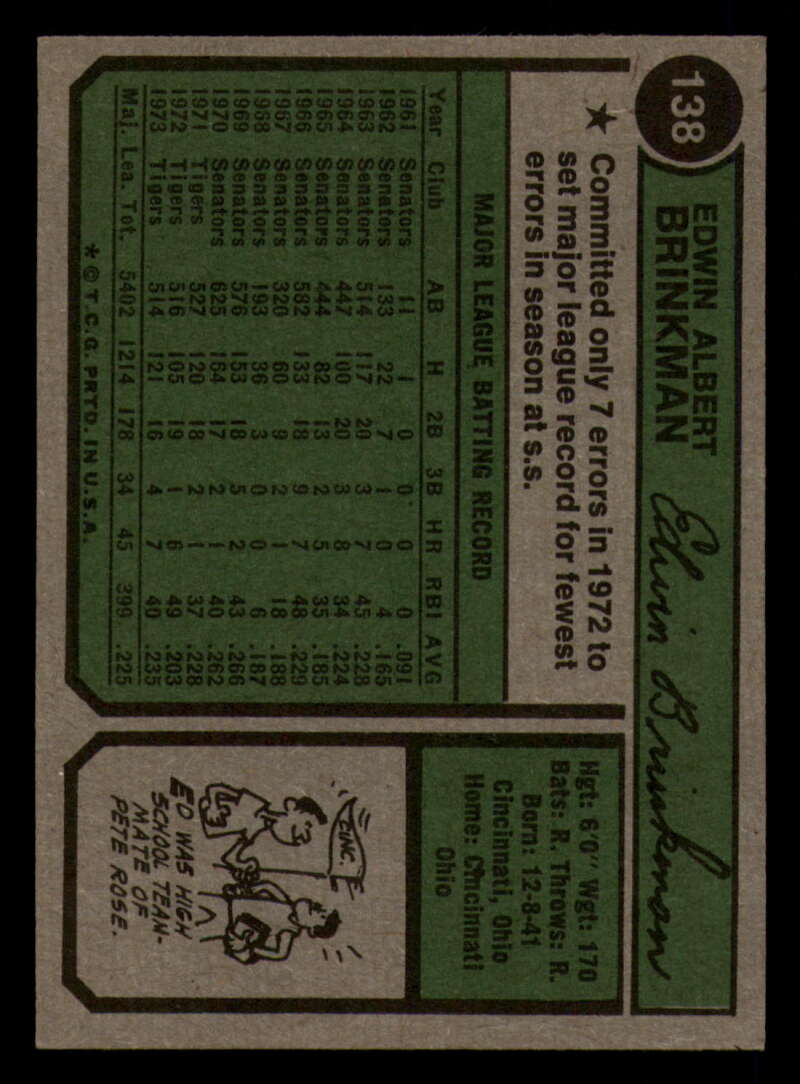 138
EDWIN ALBERT
BRINKMAN
Edwin Brinkman
★ Committed only 7 errors in 1972 to
set major league record for fewest
errors in season at s.s.
MAJOR LEAGUE BATTING RECORD
Year Club AB H 2B 3B HR RBI AVG
1961 Senators 11 1 0 0 0 0 .091
1962 Senators 133 22 7 1 0 4 .165
1963 Senators 514 117 20 3 7 45 .228
1964 Senators 447 100 20 3 8 34 .224
1965 Senators 444 82 13 2 5 35 .185
1966 Senators 582 133 18 9 7 48 .229
1967 Senators 320 60 9 2 1 18 .188
1968 Senators 193 36 3 0 0 6 .187
1969 Senators 576 153 18 5 2 43 .266
1970 Senators 625 164 17 2 1 40 .262
1971 Tigers 527 120 18 2 1 37 .228
1972 Tigers 516 105 19 1 6 49 .203
1973 Tigers 514 121 16 4 7 40 .235
Maj. Lea. Tot. 5402 1214 178 34 45 399 .225
* © T.C.G. PRTD. IN U.S.A.
Hgt: 6'0" Wgt: 170
Bats: R. Throws: R.
Born: 12-8-41
Cincinnati, Ohio
Home: Cincinnati
Ohio
CINC.
ED WAS HIGH
SCHOOL TEAM-
MATE OF
PETE ROSE.